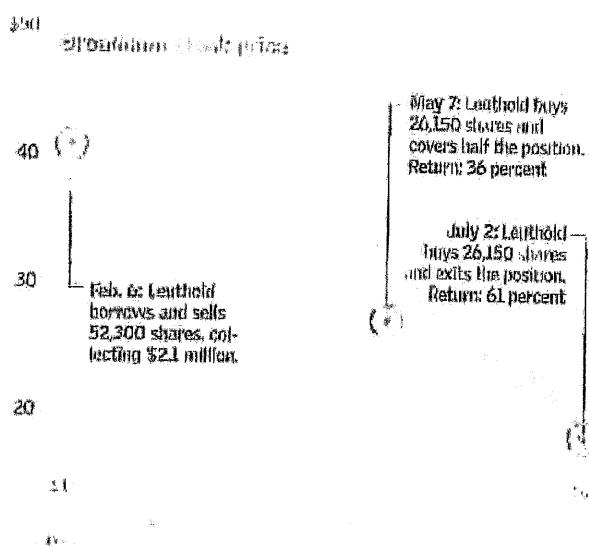 $50
40
May 7: Leuthold buys
26,150 shares and
covers half the position.
Return: 36 percent
July 2: Leuthold
buys 26,150 shares
and exits the position.
Return: 61 percent
30
Feb. 6: Leuthold
borrows and sells
52,300 shares, col-
lecting $2.1 million.
20